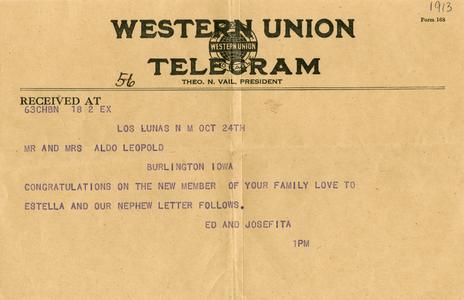 1913
Form 168
WESTERN UNION
WESTERN UNION
TELEGRAM
THEO. N. VAIL, PRESIDENT
56
RECEIVED AT
63CHBN 18 2 EX
LOS LUNAS N M OCT 24TH
MR AND MRS ALDO LEOPOLD
BURLINGTON IOWA
CONGRATULATIONS ON THE NEW MEMBER OF YOUR FAMILY LOVE TO
ESTELLA AND OUR NEPHEW LETTER FOLLOWS.
ED AND JOSEFITA
1PM